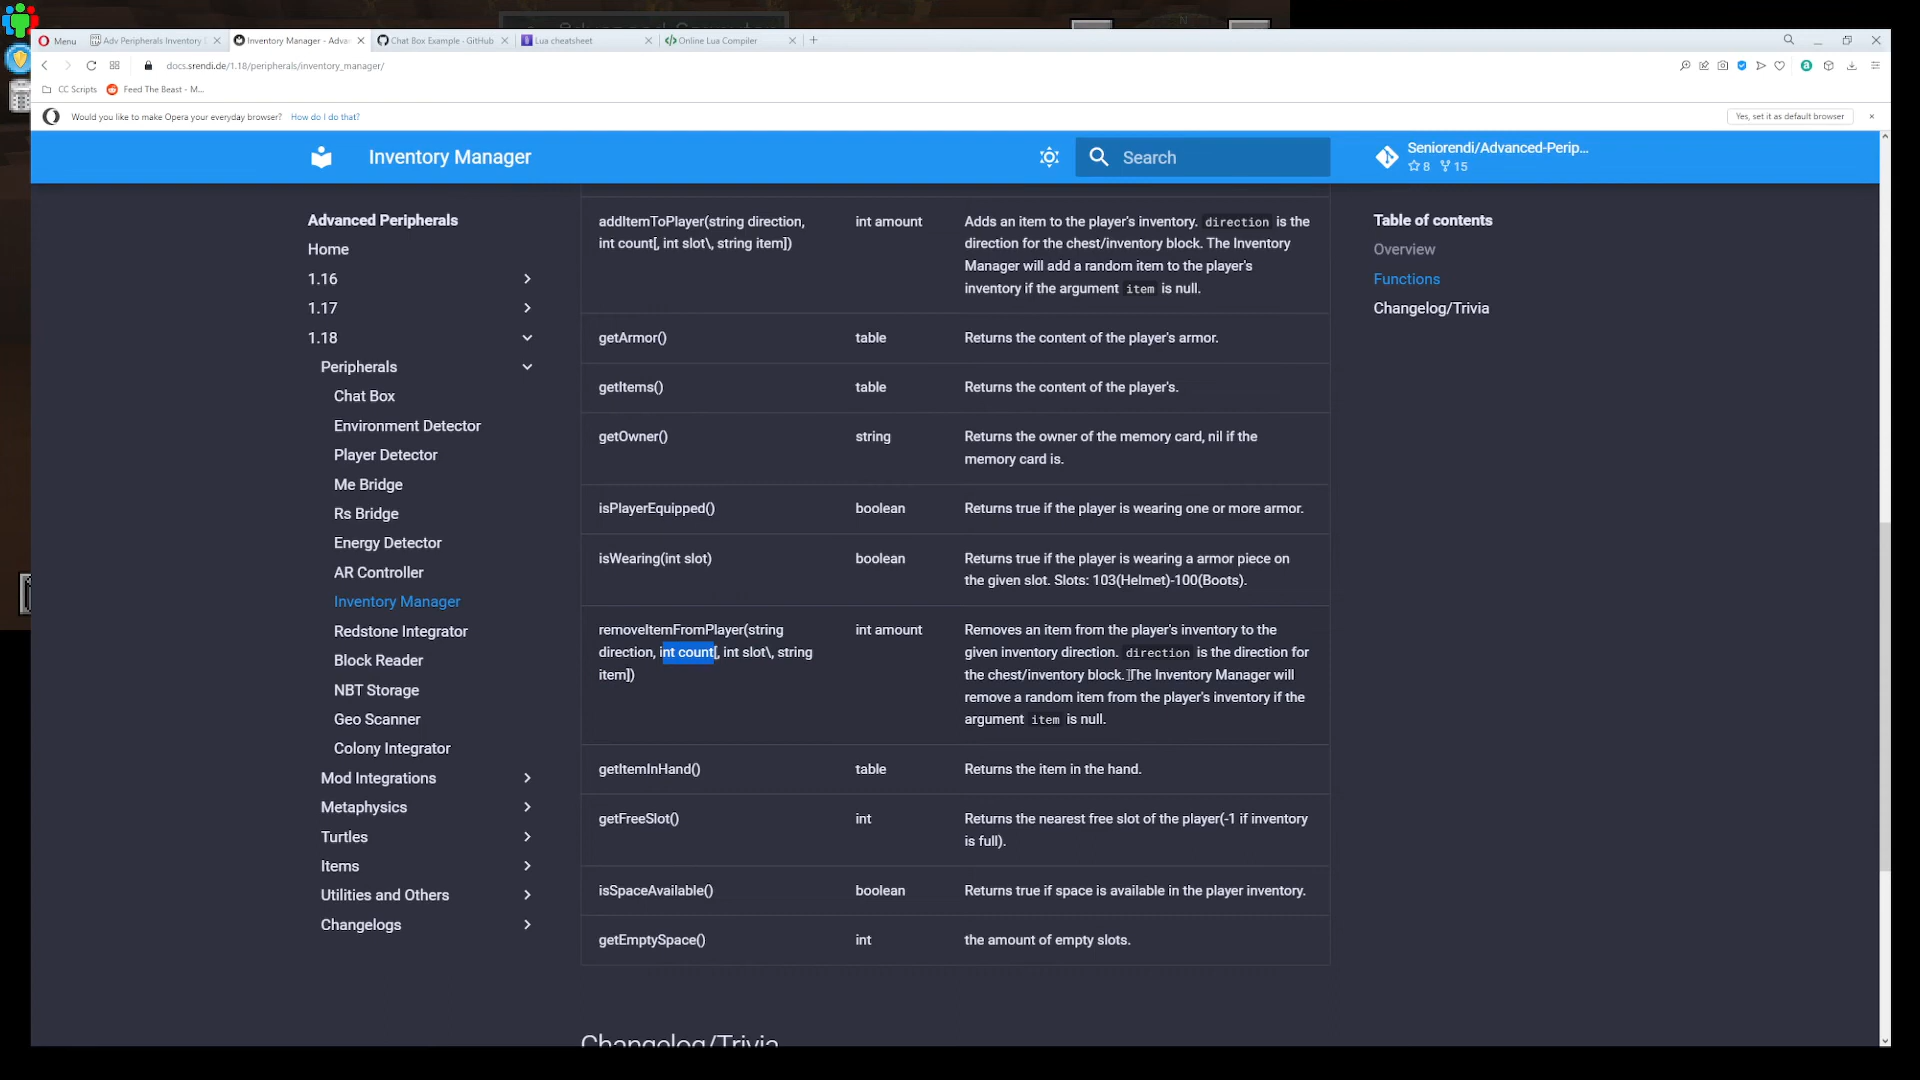 Menu
Adv Peripherals Inventory
Inventory Manager - Adva
Chat Box Example · GitHub
Lua cheatsheet
Online Lua Compiler
docs.srendi.de/1.18/peripherals/inventory_manager/
CC Scripts
Feed The Beast - M...
Would you like to make Opera your everyday browser? How do I do that?
Yes, set it as default browser
Inventory Manager
Search
Seniorendi/Advanced-Perip...
8 15
Advanced Peripherals
Home
1.16
1.17
1.18
Peripherals
Chat Box
Environment Detector
Player Detector
Me Bridge
Rs Bridge
Energy Detector
AR Controller
Inventory Manager
Redstone Integrator
Block Reader
NBT Storage
Geo Scanner
Colony Integrator
Mod Integrations
Metaphysics
Turtles
Items
Utilities and Others
Changelogs
addItemToPlayer(string direction,
int count[, int slot\, string item])
int amount
Adds an item to the player's inventory. direction is the
direction for the chest/inventory block. The Inventory
Manager will add a random item to the player's
inventory if the argument item is null.
getArmor()
table
Returns the content of the player's armor.
getItems()
table
Returns the content of the player's.
getOwner()
string
Returns the owner of the memory card, nil if the
memory card is.
isPlayerEquipped()
boolean
Returns true if the player is wearing one or more armor.
isWearing(int slot)
boolean
Returns true if the player is wearing a armor piece on
the given slot. Slots: 103(Helmet)-100(Boots).
removeItemFromPlayer(string
direction, int count[, int slot\, string
item])
int amount
Removes an item from the player's inventory to the
given inventory direction. direction is the direction for
the chest/inventory block. The Inventory Manager will
remove a random item from the player's inventory if the
argument item is null.
getItemInHand()
table
Returns the item in the hand.
getFreeSlot()
int
Returns the nearest free slot of the player(-1 if inventory
is full).
isSpaceAvailable()
boolean
Returns true if space is available in the player inventory.
getEmptySpace()
int
the amount of empty slots.
Changelog/Trivia
Table of contents
Overview
Functions
Changelog/Trivia